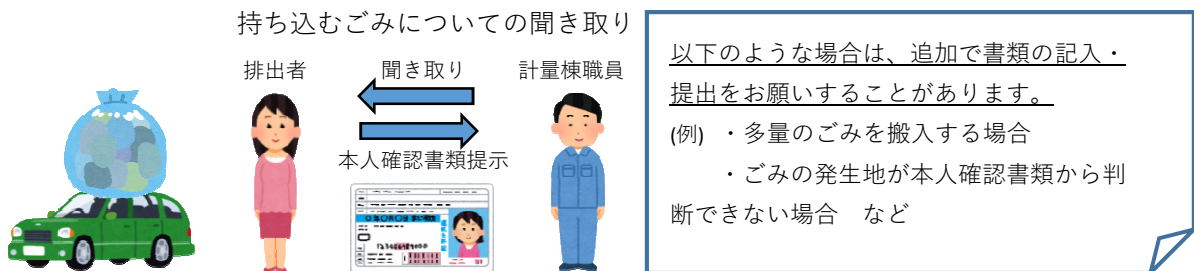 持ち込むごみについての聞き取り
排出者
聞き取り
計量棟職員
本人確認書類提示
以下のような場合は、追加で書類の記入・
提出をお願いすることがあります。
(例) ・多量のごみを搬入する場合
・ごみの発生地が本人確認書類から判
断できない場合　など